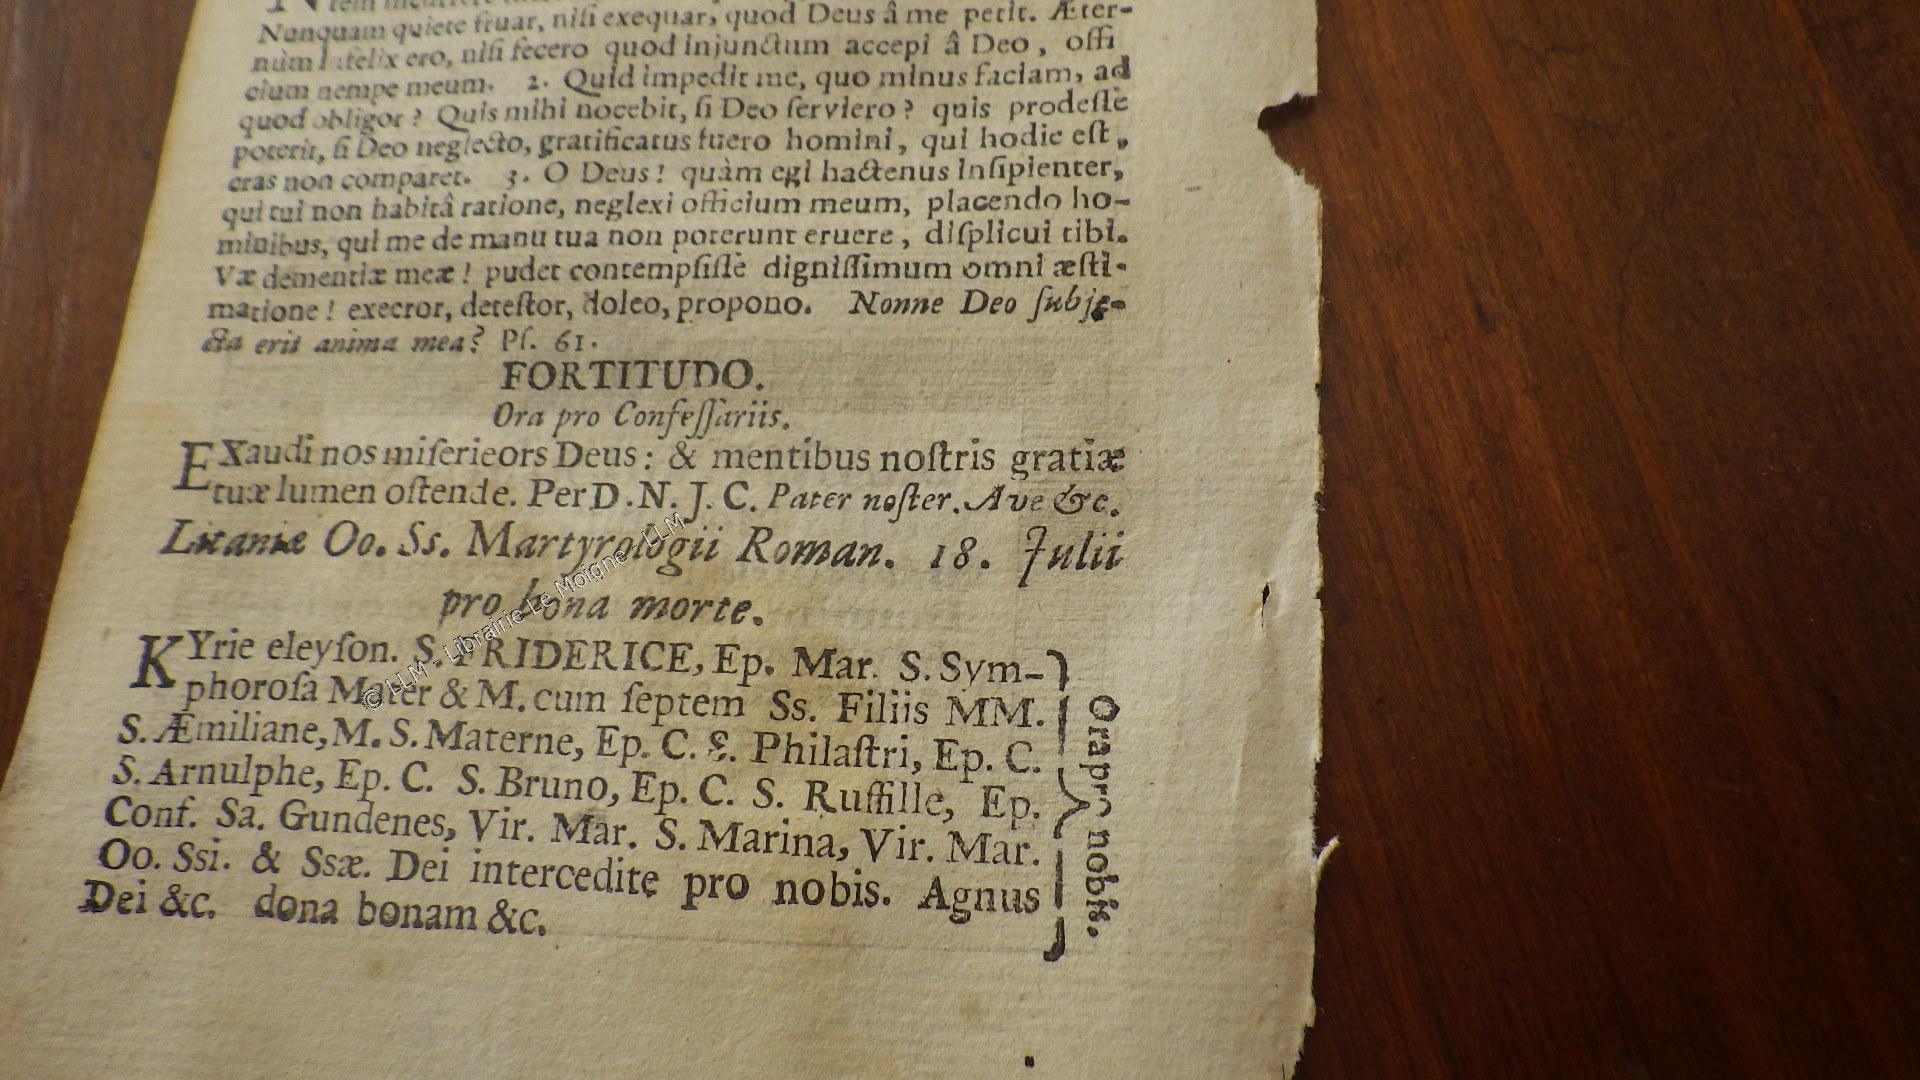 Nunquam quiete fruar, niſi exequar, quod Deus â me petit. Æter-
nùm infelix ero, niſi fecero quod injunctum accepi â Deo, offi
cium nempe meum. 2. Quid impedit me, quo minus faciam, ad
quod obligor? Quis mihi nocebit, ſi Deo ſerviero? quis prodeſſe
poterit, ſi Deo neglecto, gratificatus fuero homini, qui hodie eſt,
cras non comparet. 3. O Deus! quàm egi hactenus inſipienter,
qui tui non habitâ ratione, neglexi officium meum, placendo ho-
minibus, qui me de manu tua non poterunt eruere, diſplicui tibi.
Væ dementiæ meæ! pudet contempſiſſe digniſſimum omni æſti-
matione! execror, deteſtor, doleo, propono. Nonne Deo ſubje-
cta erit anima mea? Pſ. 61.
FORTITUDO.
Ora pro Confeſſariis.
EXaudi nos miſerieors Deus: & mentibus noſtris gratiæ
tuæ lumen oſtende. Per D. N. J. C. Pater noſter. Ave &c.
Litaniæ Oo. Ss. Martyrologii Roman. 18. Julii
pro bona morte.
KYrie eleyſon. S. FRIDERICE, Ep. Mar. S. Sym-
phoroſa Mater & M. cum ſeptem Ss. Filiis MM.
S. Æmiliane, M. S. Materne, Ep. C. S. Philaſtri, Ep. C.
S. Arnulphe, Ep. C. S. Bruno, Ep. C. S. Ruffille, Ep.
Conf. Sa. Gundenes, Vir. Mar. S. Marina, Vir. Mar.
Oo. Ssi. & Ssæ. Dei intercedite pro nobis. Agnus
Dei &c. dona bonam &c.
Ora pro nobis.
© LLM - Librairie Le Moigne - LLM